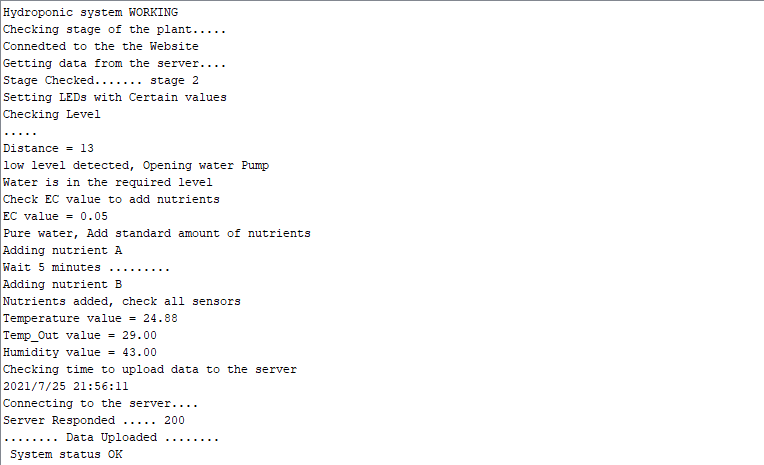 Hydroponic system WORKING
Checking stage of the plant.....
Connedted to the the Website
Getting data from the server....
Stage Checked....... stage 2
Setting LEDs with Certain values
Checking Level
.....
Distance = 13
low level detected, Opening water Pump
Water is in the required level
Check EC value to add nutrients
EC value = 0.05
Pure water, Add standard amount of nutrients
Adding nutrient A
Wait 5 minutes .........
Adding nutrient B
Nutrients added, check all sensors
Temperature value = 24.88
Temp_Out value = 29.00
Humidity value = 43.00
Checking time to upload data to the server
2021/7/25 21:56:11
Connecting to the server....
Server Responded ..... 200
........ Data Uploaded ........
System status OK